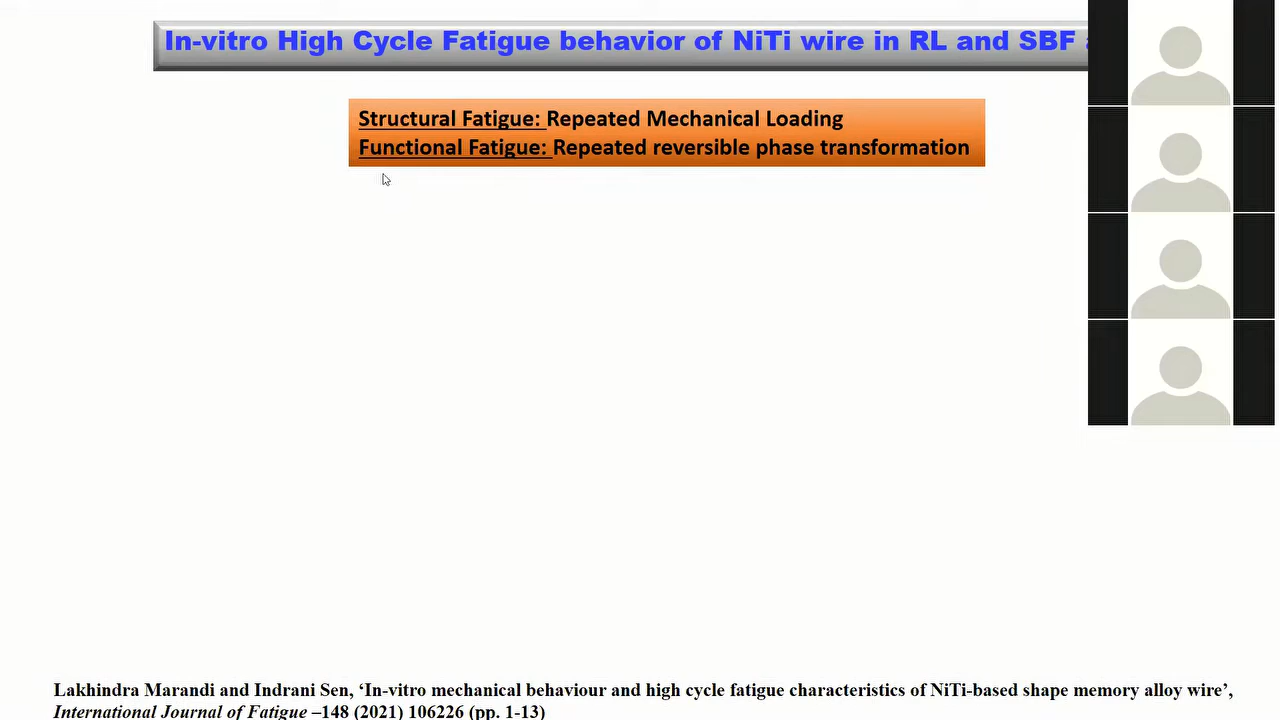 In-vitro High Cycle Fatigue behavior of NiTi wire in RL and SBF
Structural Fatigue: Repeated Mechanical Loading
Functional Fatigue: Repeated reversible phase transformation
Lakhindra Marandi and Indrani Sen, ‘In-vitro mechanical behaviour and high cycle fatigue characteristics of NiTi-based shape memory alloy wire’,
International Journal of Fatigue –148 (2021) 106226 (pp. 1-13)